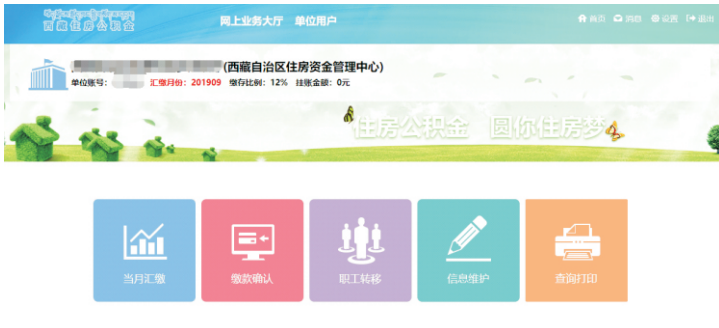 西藏住房公积金
网上业务大厅 单位用户
首页 消息 设置 退出
(西藏自治区住房资金管理中心)
单位账号： 汇缴月份：201909 缴存比例：12% 挂账金额：0元
住房公积金 圆你住房梦
当月汇缴
缴款确认
职工转移
信息维护
查询打印